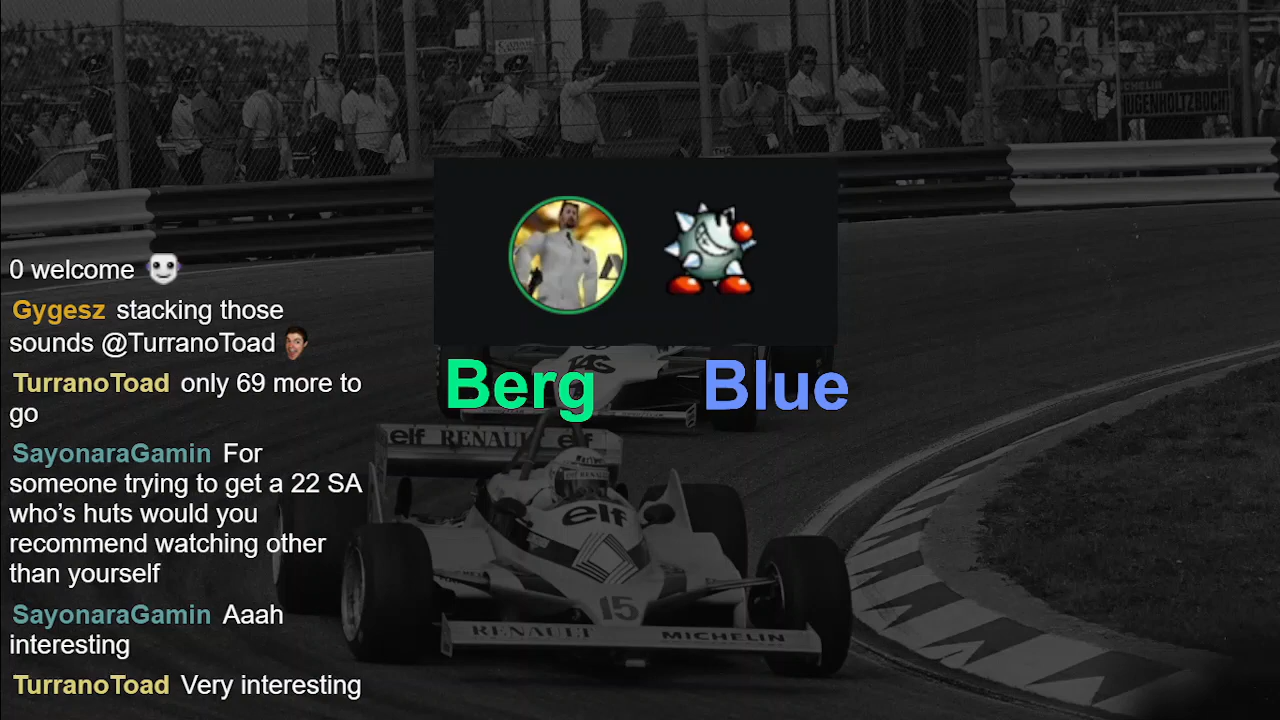 0 welcome
Gygesz stacking those
sounds @TurranoToad
TurranoToad only 69 more to
go
SayonaraGamin For
someone trying to get a 22 SA
who's huts would you
recommend watching other
than yourself
SayonaraGamin Aaah
interesting
TurranoToad Very interesting
Berg
Blue
elf RENAULT elf
elf
15
RENAULT
MICHELIN